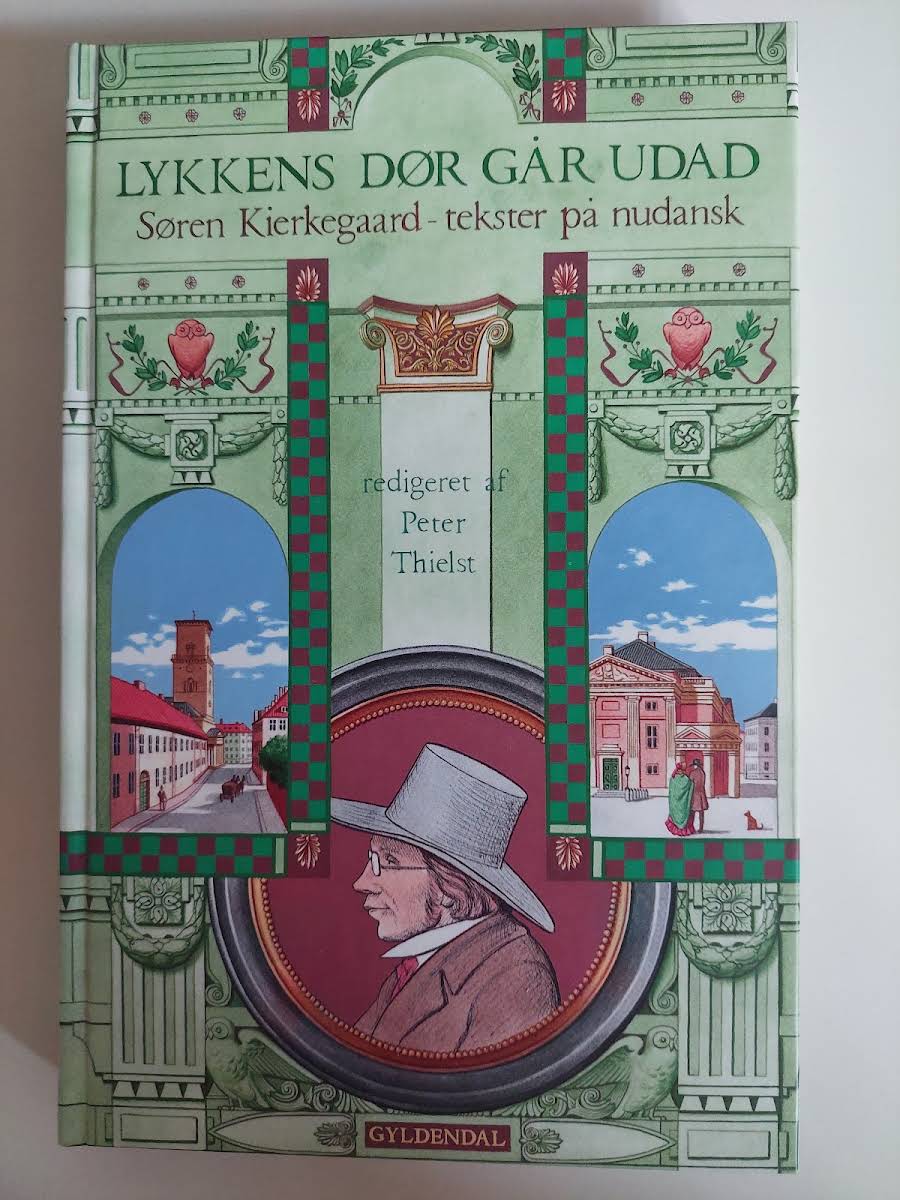 LYKKENS DØR GÅR UDAD
Søren Kierkegaard - tekster på nudansk
redigeret af
Peter
Thielst
GYLDENDAL